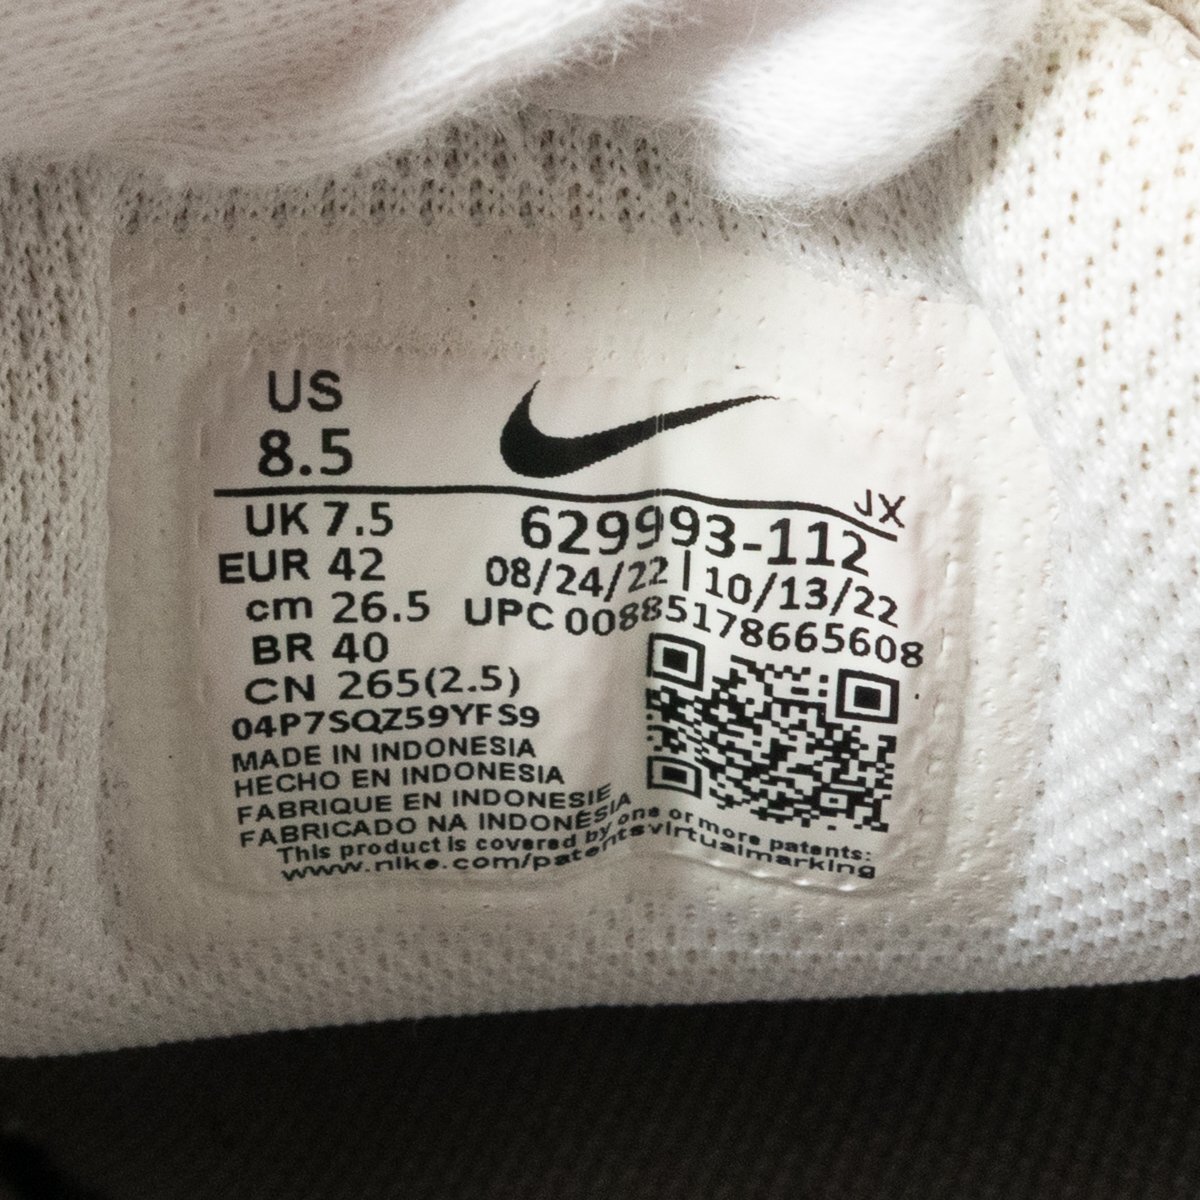 US
8.5
JX
UK 7.5
EUR 42
cm 26.5
BR 40
CN 265(2.5)
629993-112
08/24/22 | 10/13/22
UPC 00885178665608
04P7SQZ59YFS9
MADE IN INDONESIA
HECHO EN INDONESIA
FABRIQUE EN INDONESIE
FABRICADO NA INDONÉSIA
This product is covered by one or more patents:
www.nike.com/patentsvirtualmarking